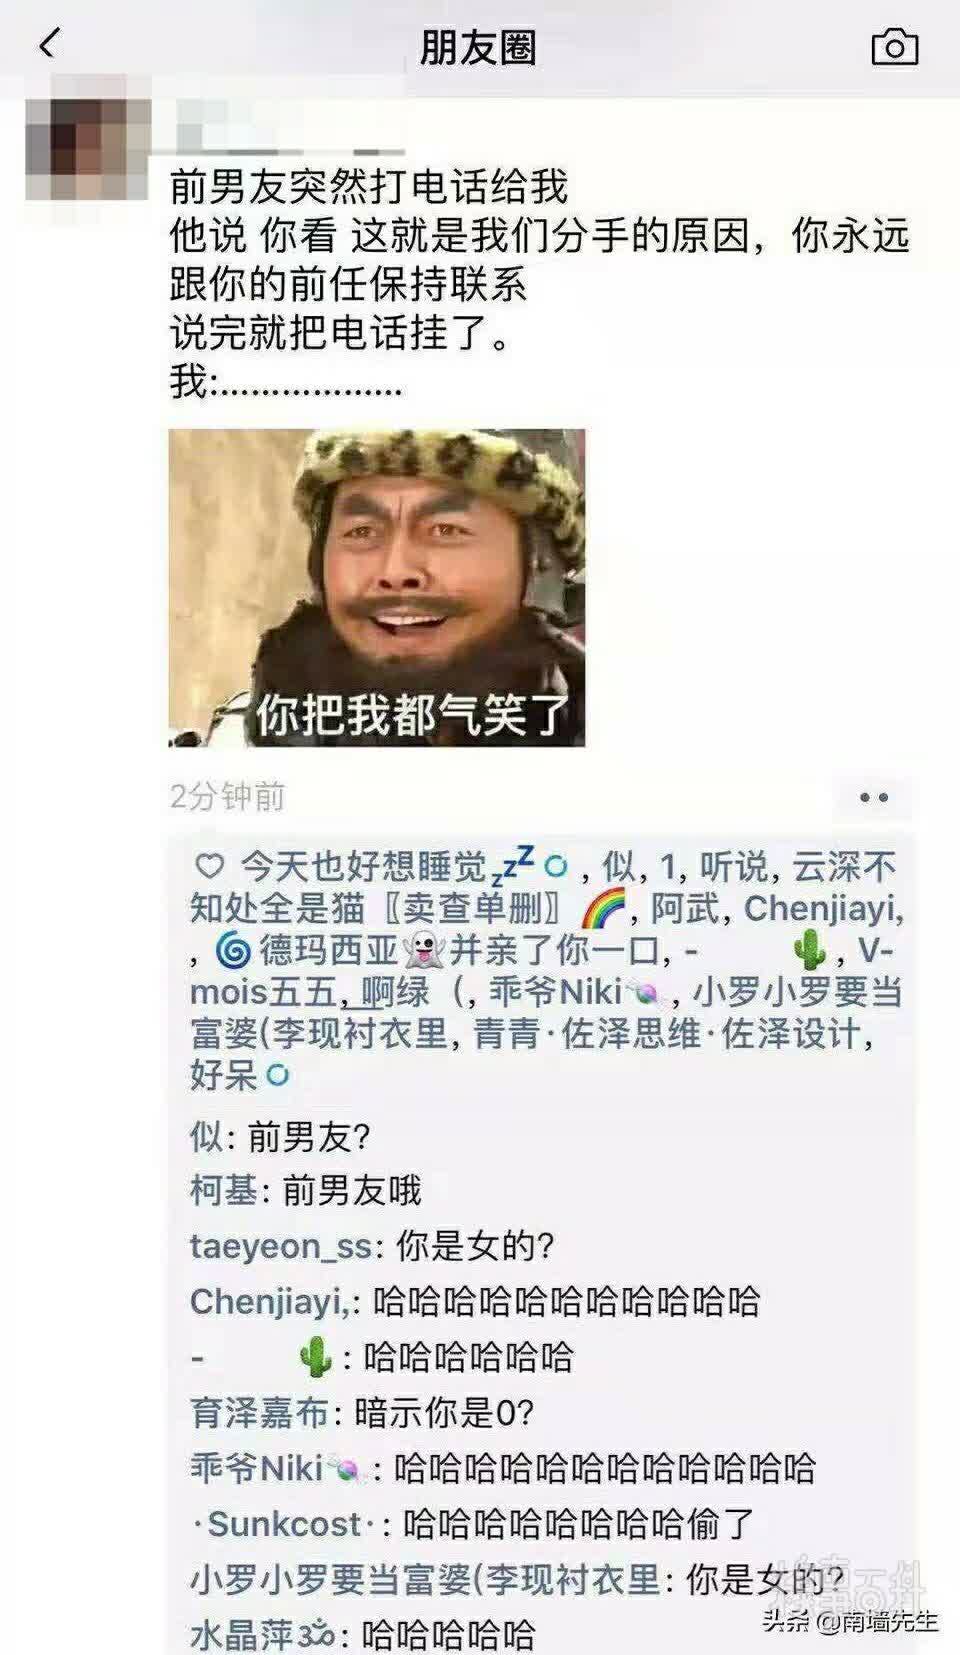 朋友圈
前男友突然打电话给我
他说 你看 这就是我们分手的原因，你永远
跟你的前任保持联系
说完就把电话挂了。
我:..................
你把我都气笑了
2分钟前
今天也好想睡觉💤, 似, 1, 听说, 云深不
知处全是猫〖卖查单删〗🌈, 阿武, Chenjiayi,
, 🌀德玛西亚👻并亲了你一口, - 🌵, V-
mois五五, __啊绿（, 乖爷Niki🍬, 小罗小罗要当
富婆(李现衬衣里, 青青·佐泽思维·佐泽设计,
好呆
似: 前男友?
柯基: 前男友哦
taeyeon_ss: 你是女的?
Chenjiayi,: 哈哈哈哈哈哈哈哈哈哈哈
- 🌵: 哈哈哈哈哈哈
育泽嘉布: 暗示你是0?
乖爷Niki🍬: 哈哈哈哈哈哈哈哈哈哈哈哈
·Sunkcost·: 哈哈哈哈哈哈哈哈偷了
小罗小罗要当富婆(李现衬衣里: 你是女的?
水晶萍ૐ: 哈哈哈哈哈
糗事百科
头条 @南墙先生